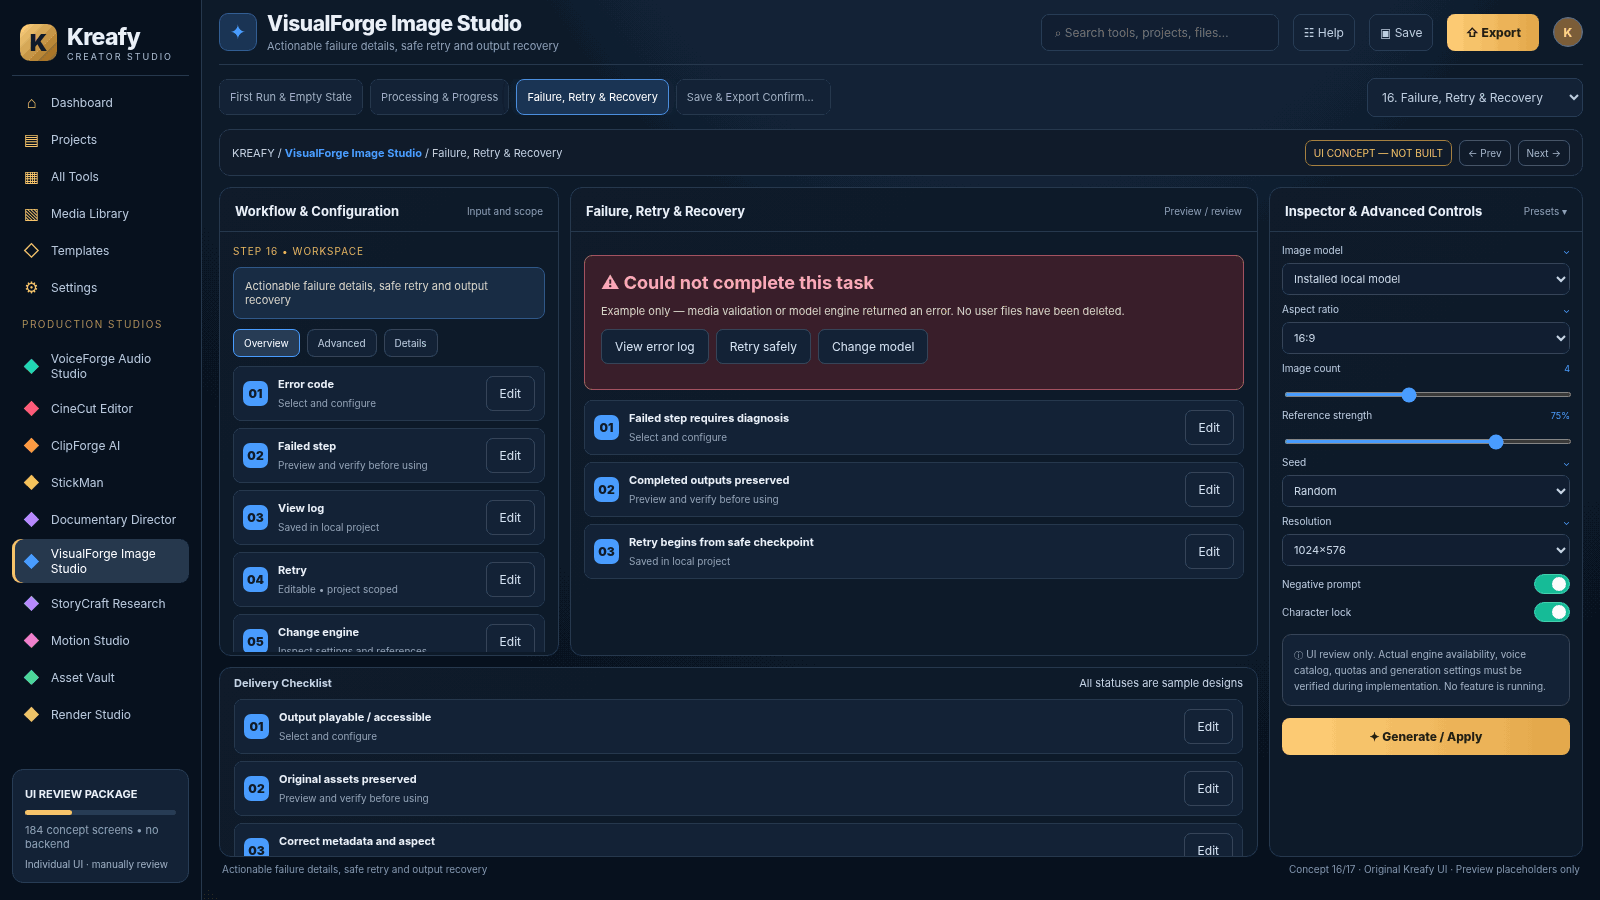 K
Kreafy
CREATOR STUDIO
Dashboard
Projects
All Tools
Media Library
Templates
Settings
PRODUCTION STUDIOS
VoiceForge Audio
Studio
CineCut Editor
ClipForge AI
StickMan
Documentary Director
VisualForge Image
Studio
StoryCraft Research
Motion Studio
Asset Vault
Render Studio
UI REVIEW PACKAGE
184 concept screens • no
backend
Individual UI · manually review
VisualForge Image Studio
Actionable failure details, safe retry and output recovery
Search tools, projects, files...
Help
Save
Export
K
First Run & Empty State
Processing & Progress
Failure, Retry & Recovery
Save & Export Confirm...
16. Failure, Retry & Recovery
KREAFY / VisualForge Image Studio / Failure, Retry & Recovery
UI CONCEPT — NOT BUILT
← Prev
Next →
Workflow & Configuration
Input and scope
STEP 16 • WORKSPACE
Actionable failure details, safe retry and output
recovery
Overview
Advanced
Details
01
Error code
Select and configure
Edit
02
Failed step
Preview and verify before using
Edit
03
View log
Saved in local project
Edit
04
Retry
Editable • project scoped
Edit
05
Change engine
Inspect settings and references
Edit
Failure, Retry & Recovery
Preview / review
⚠ Could not complete this task
Example only — media validation or model engine returned an error. No user files have been deleted.
View error log
Retry safely
Change model
01
Failed step requires diagnosis
Select and configure
Edit
02
Completed outputs preserved
Preview and verify before using
Edit
03
Retry begins from safe checkpoint
Saved in local project
Edit
Delivery Checklist
All statuses are sample designs
01
Output playable / accessible
Select and configure
Edit
02
Original assets preserved
Preview and verify before using
Edit
03
Correct metadata and aspect
Edit
Inspector & Advanced Controls
Presets ▾
Image model
Installed local model
Aspect ratio
16:9
Image count
4
Reference strength
75%
Seed
Random
Resolution
1024×576
Negative prompt
Character lock
ⓘ UI review only. Actual engine availability, voice
catalog, quotas and generation settings must be
verified during implementation. No feature is running.
✦ Generate / Apply
Actionable failure details, safe retry and output recovery
Concept 16/17 · Original Kreafy UI · Preview placeholders only